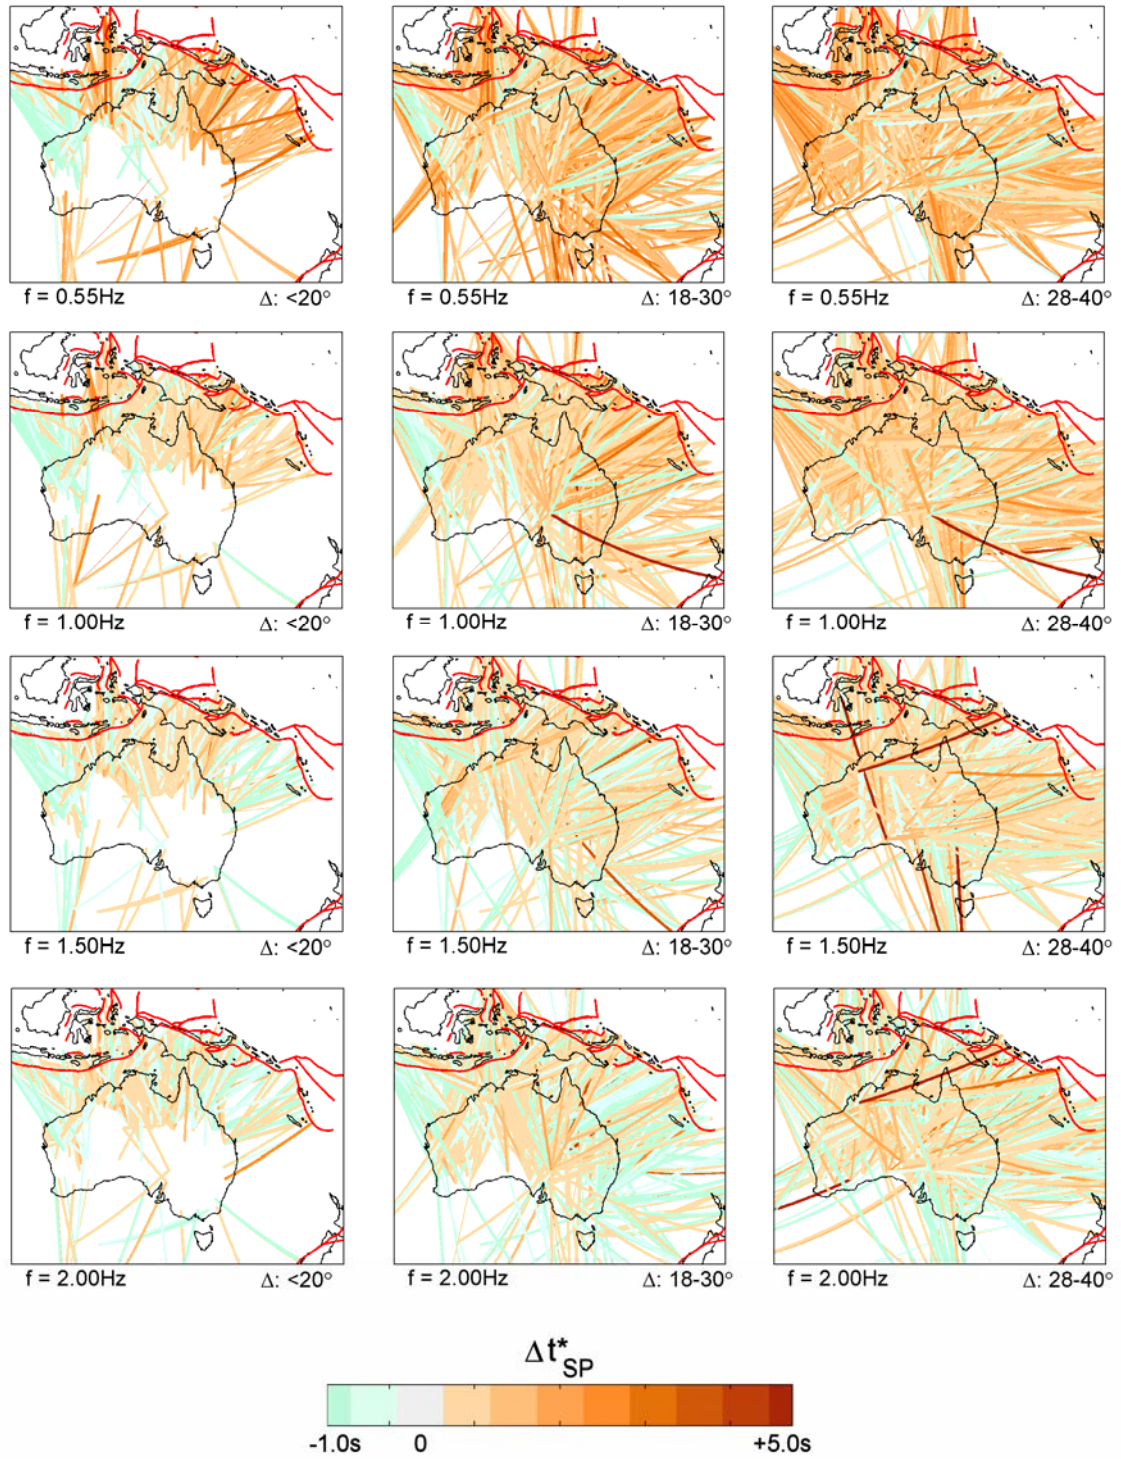 f = 0.55Hz Δ: <20° f = 0.55Hz Δ: 18-30° f = 0.55Hz Δ: 28-40°
f = 1.00Hz Δ: <20° f = 1.00Hz Δ: 18-30° f = 1.00Hz Δ: 28-40°
f = 1.50Hz Δ: <20° f = 1.50Hz Δ: 18-30° f = 1.50Hz Δ: 28-40°
f = 2.00Hz Δ: <20° f = 2.00Hz Δ: 18-30° f = 2.00Hz Δ: 28-40°
Δt*SP
-1.0s 0 +5.0s